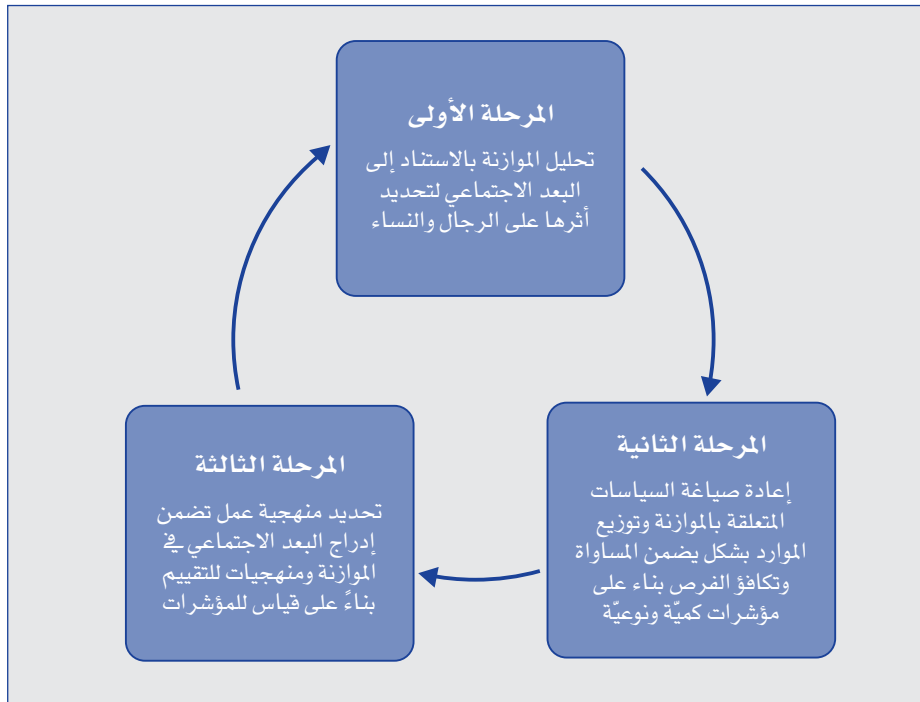 المرحلة الأولى
تحليل الموازنة بالاستناد إلى
البعد الاجتماعي لتحديد
أثرها على الرجال والنساء
المرحلة الثانية
إعادة صياغة السياسات
المتعلقة بالموازنة وتوزيع
الموارد بشكل يضمن المساواة
وتكافؤ الفرص بناء على
مؤشرات كميّة ونوعيّة
المرحلة الثالثة
تحديد منهجية عمل تضمن
إدراج البعد الاجتماعي في
الموازنة ومنهجيات للتقييم
بناءً على قياس للمؤشرات